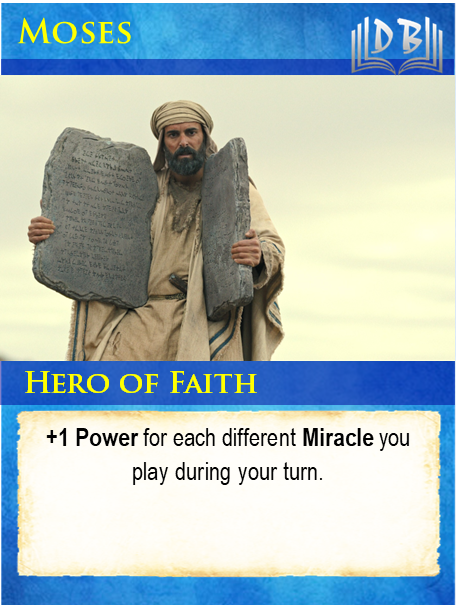 Moses
DB
Hero of Faith
+1 Power for each different Miracle you
play during your turn.